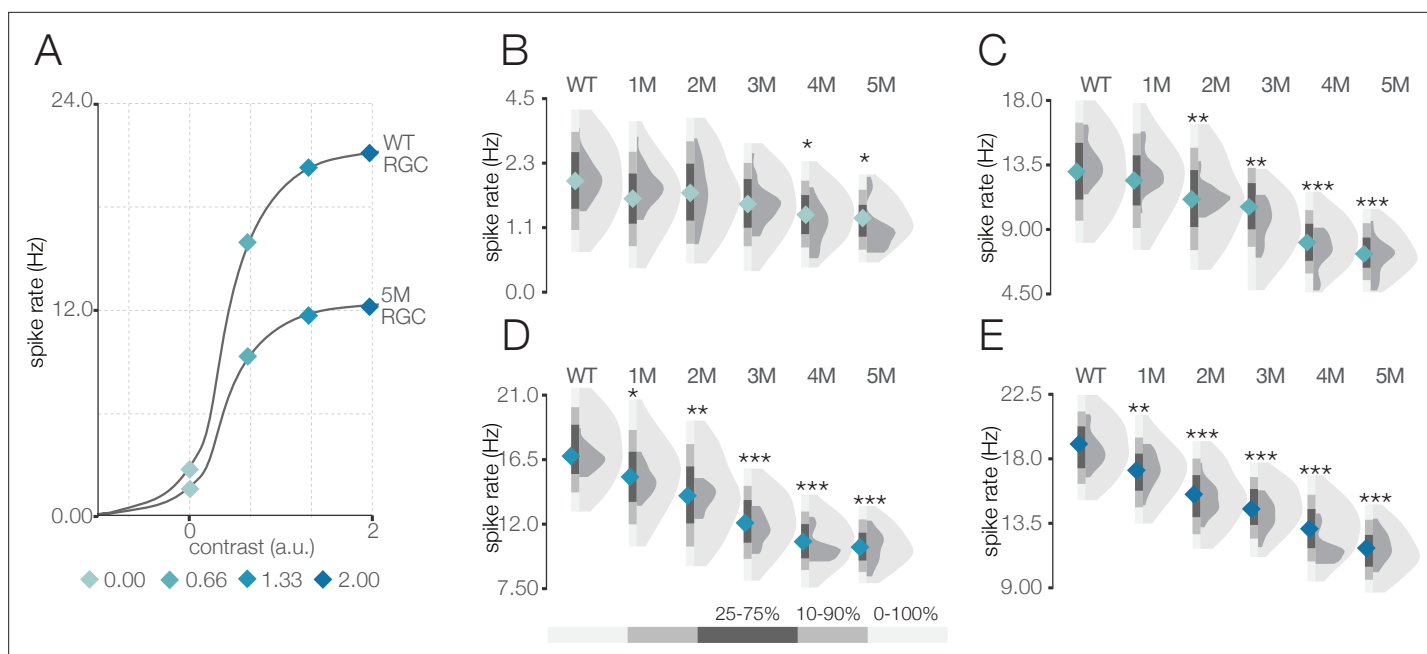 A
24.0
12.0
0.00
spike rate (Hz)
0
2
contrast (a.u.)
WT
RGC
5M
RGC
0.00 0.66 1.33 2.00
B
WT 1M 2M 3M 4M 5M
4.5
2.3
1.1
0.0
spike rate (Hz)
* *
C
WT 1M 2M 3M 4M 5M
18.0
13.5
9.00
4.50
spike rate (Hz)
** ** *** ***
D
WT 1M 2M 3M 4M 5M
21.0
16.5
12.0
7.50
spike rate (Hz)
* ** *** *** ***
25-75% 10-90% 0-100%
E
WT 1M 2M 3M 4M 5M
22.5
18.0
13.5
9.00
spike rate (Hz)
** *** *** *** ***